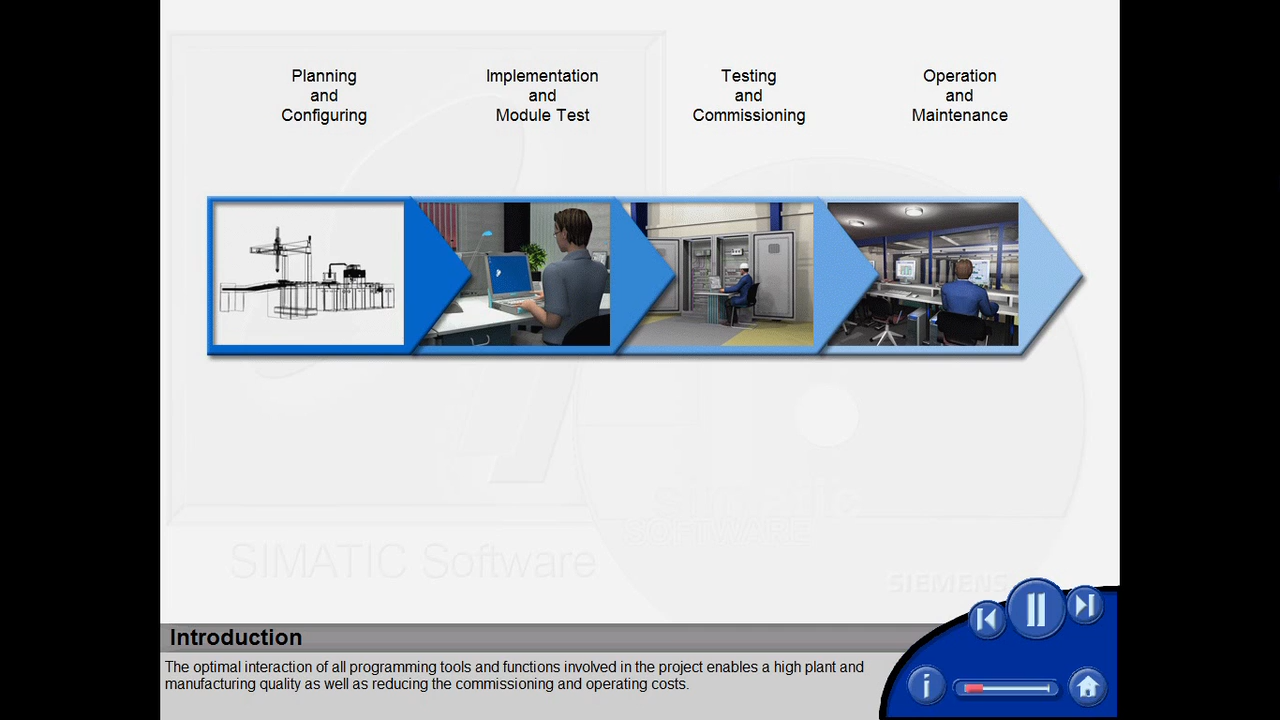 Planning
and
Configuring
Implementation
and
Module Test
Testing
and
Commissioning
Operation
and
Maintenance
simatic
SOFTWARE
SIMATIC Software
SIEMENS
Introduction
The optimal interaction of all programming tools and functions involved in the project enables a high plant and
manufacturing quality as well as reducing the commissioning and operating costs.
i